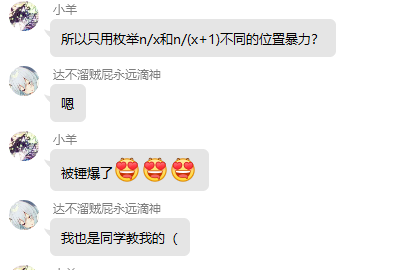 小羊
所以只用枚举n/x和n/(x+1)不同的位置暴力？
达不溜贼屁永远滴神
嗯
小羊
被锤爆了😍😍😍
达不溜贼屁永远滴神
我也是同学教我的（